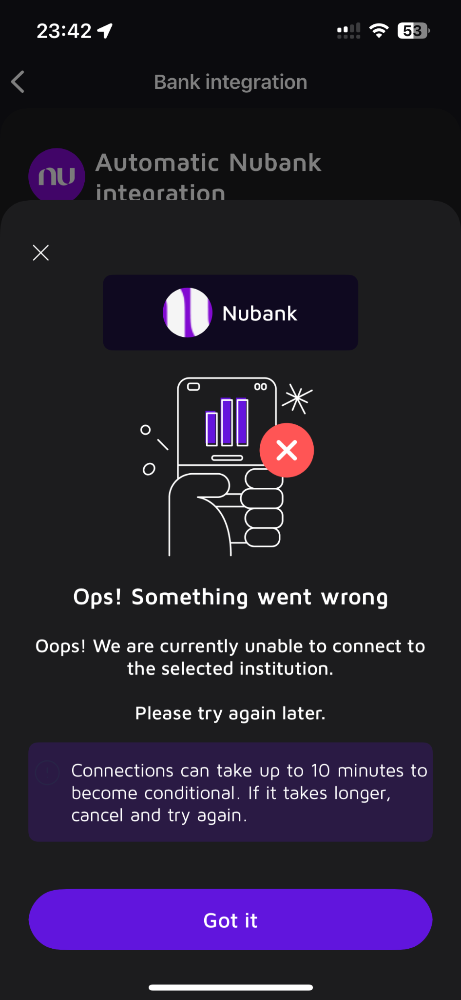 23:42
53
Bank integration
nu
Automatic Nubank
integration
Nubank
Ops! Something went wrong
Oops! We are currently unable to connect to
the selected institution.
Please try again later.
Connections can take up to 10 minutes to
become conditional. If it takes longer,
cancel and try again.
Got it